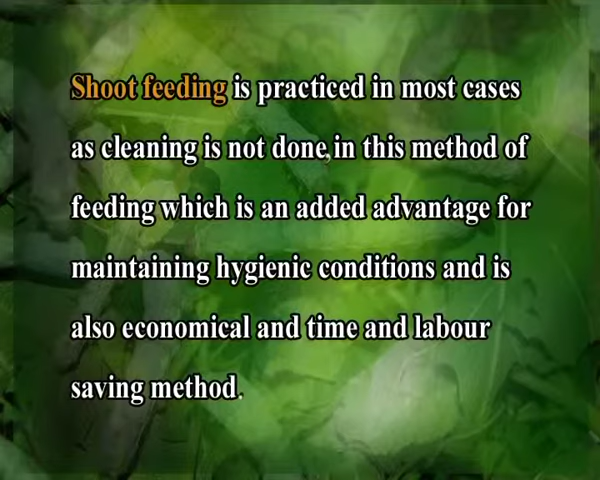 Shoot feeding is practiced in most cases
as cleaning is not done,in this method of
feeding which is an added advantage for
maintaining hygienic conditions and is
also economical and time and labour
saving method.